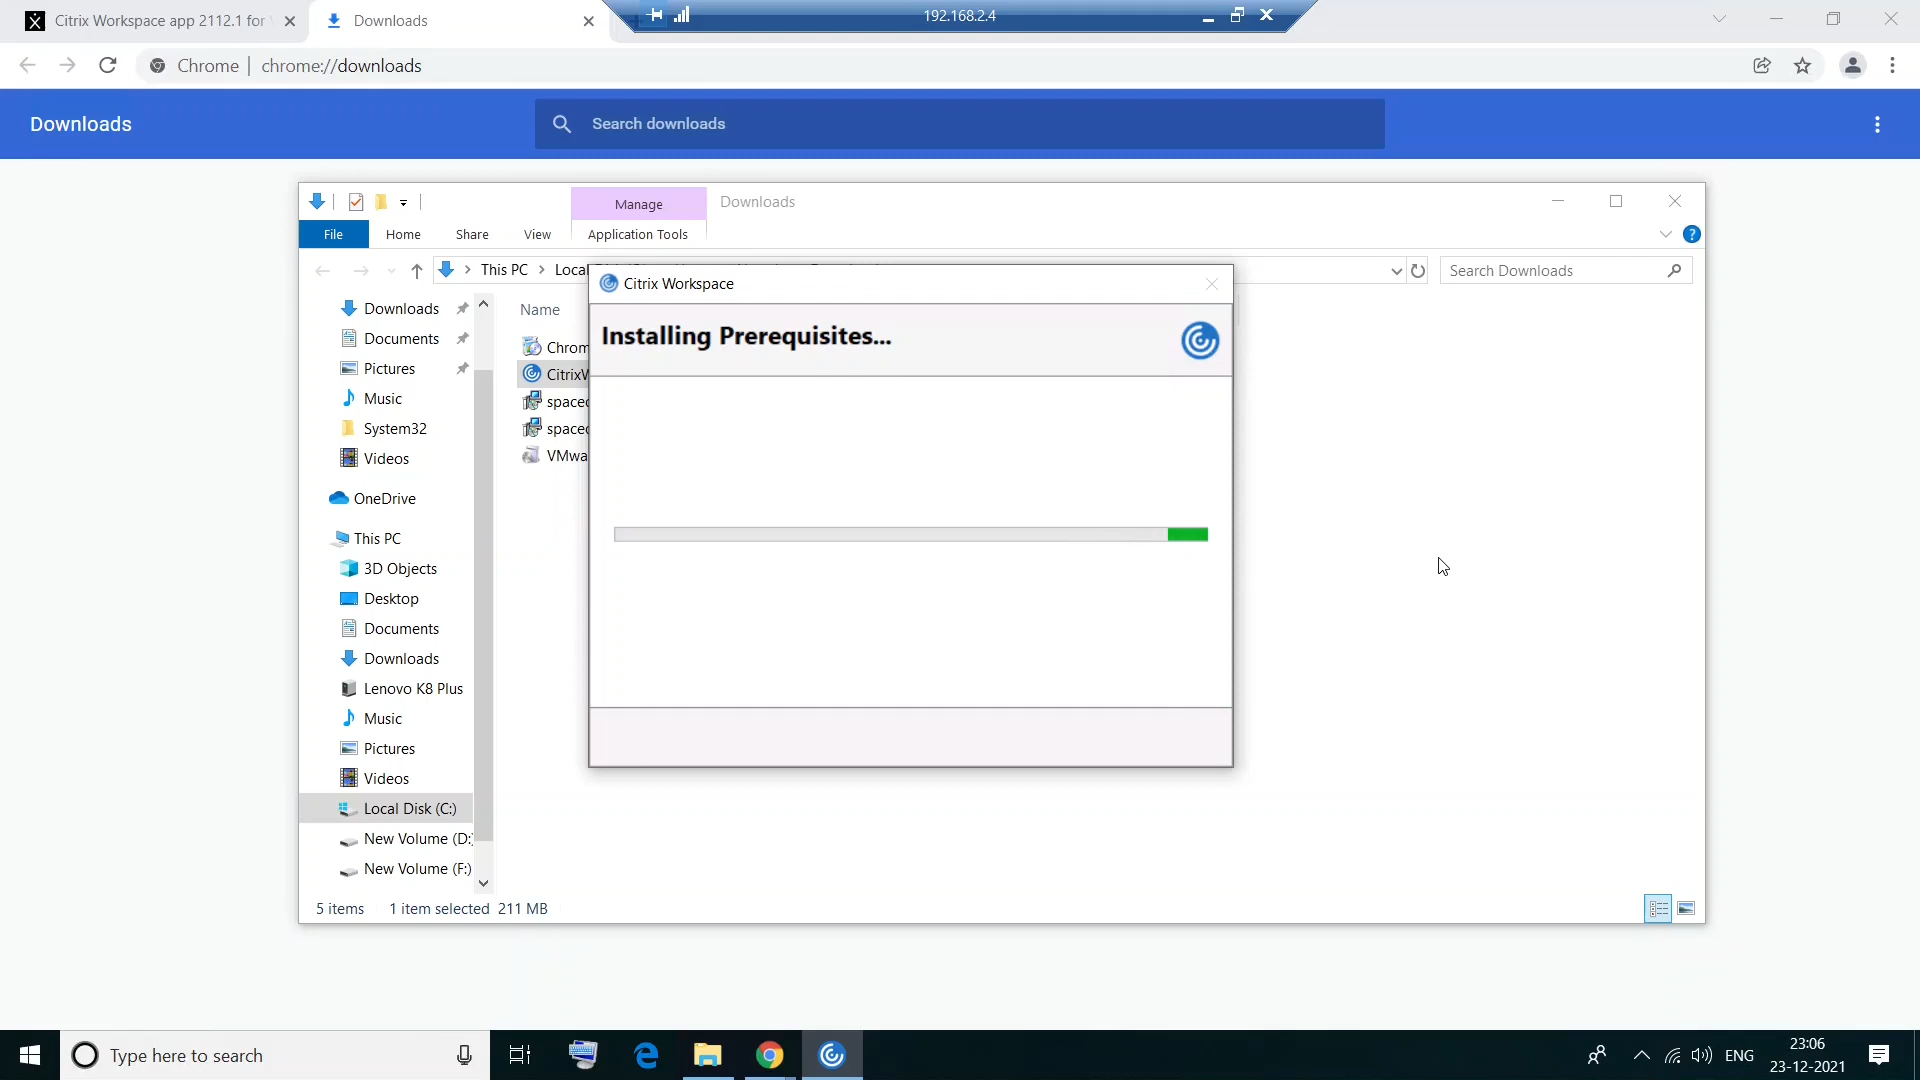 Citrix Workspace app 2112.1 for
Downloads
192.168.2.4
Chrome | chrome://downloads
Downloads
Search downloads
Manage
Downloads
File
Home
Share
View
Application Tools
This PC
Local
Search Downloads
Citrix Workspace
Installing Prerequisites...
Name
Chrom
CitrixW
spaced
spaced
VMwa
Downloads
Documents
Pictures
Music
System32
Videos
OneDrive
This PC
3D Objects
Desktop
Documents
Downloads
Lenovo K8 Plus
Music
Pictures
Videos
Local Disk (C:)
New Volume (D:)
New Volume (F:)
5 items
1 item selected 211 MB
Type here to search
ENG
23:06
23-12-2021